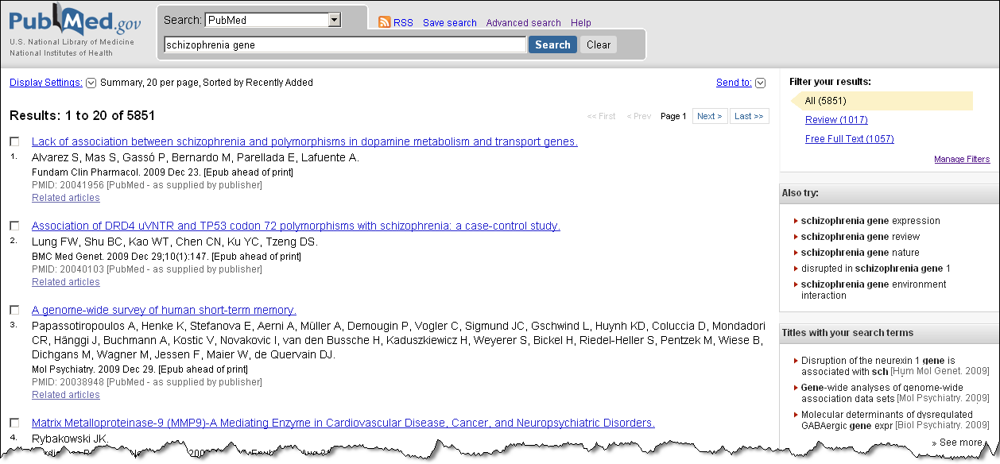 PubMed.gov
U.S. National Library of Medicine
National Institutes of Health
Search: PubMed
RSS Save search Advanced search Help
schizophrenia gene Search Clear
Display Settings: Summary, 20 per page, Sorted by Recently Added
Send to:
Results: 1 to 20 of 5851
<< First < Prev Page 1 Next > Last >>
Lack of association between schizophrenia and polymorphisms in dopamine metabolism and transport genes.
1. Alvarez S, Mas S, Gassó P, Bernardo M, Parellada E, Lafuente A.
Fundam Clin Pharmacol. 2009 Dec 23. [Epub ahead of print]
PMID: 20041956 [PubMed - as supplied by publisher]
Related articles
Association of DRD4 uVNTR and TP53 codon 72 polymorphisms with schizophrenia: a case-control study.
2. Lung FW, Shu BC, Kao WT, Chen CN, Ku YC, Tzeng DS.
BMC Med Genet. 2009 Dec 29;10(1):147. [Epub ahead of print]
PMID: 20040103 [PubMed - as supplied by publisher]
Related articles
A genome-wide survey of human short-term memory.
3. Papassotiropoulos A, Henke K, Stefanova E, Aerni A, Müller A, Demougin P, Vogler C, Sigmund JC, Gschwind L, Huynh KD, Coluccia D, Mondadori
CR, Hänggi J, Buchmann A, Kostic V, Novakovic I, van den Bussche H, Kaduszkiewicz H, Weyerer S, Bickel H, Riedel-Heller S, Pentzek M, Wiese B,
Dichgans M, Wagner M, Jessen F, Maier W, de Quervain DJ.
Mol Psychiatry. 2009 Dec 29. [Epub ahead of print]
PMID: 20038948 [PubMed - as supplied by publisher]
Related articles
Matrix Metalloproteinase-9 (MMP9)-A Mediating Enzyme in Cardiovascular Disease, Cancer, and Neuropsychiatric Disorders.
4. Rybakowski JK.
Filter your results:
All (5851)
Review (1017)
Free Full Text (1057)
Manage Filters
Also try:
schizophrenia gene expression
schizophrenia gene review
schizophrenia gene nature
disrupted in schizophrenia gene 1
schizophrenia gene environment
interaction
Titles with your search terms
Disruption of the neurexin 1 gene is
associated with sch [Hum Mol Genet. 2009]
Gene-wide analyses of genome-wide
association data sets [Mol Psychiatry. 2009]
Molecular determinants of dysregulated
GABAergic gene expr [Biol Psychiatry. 2009]
» See more